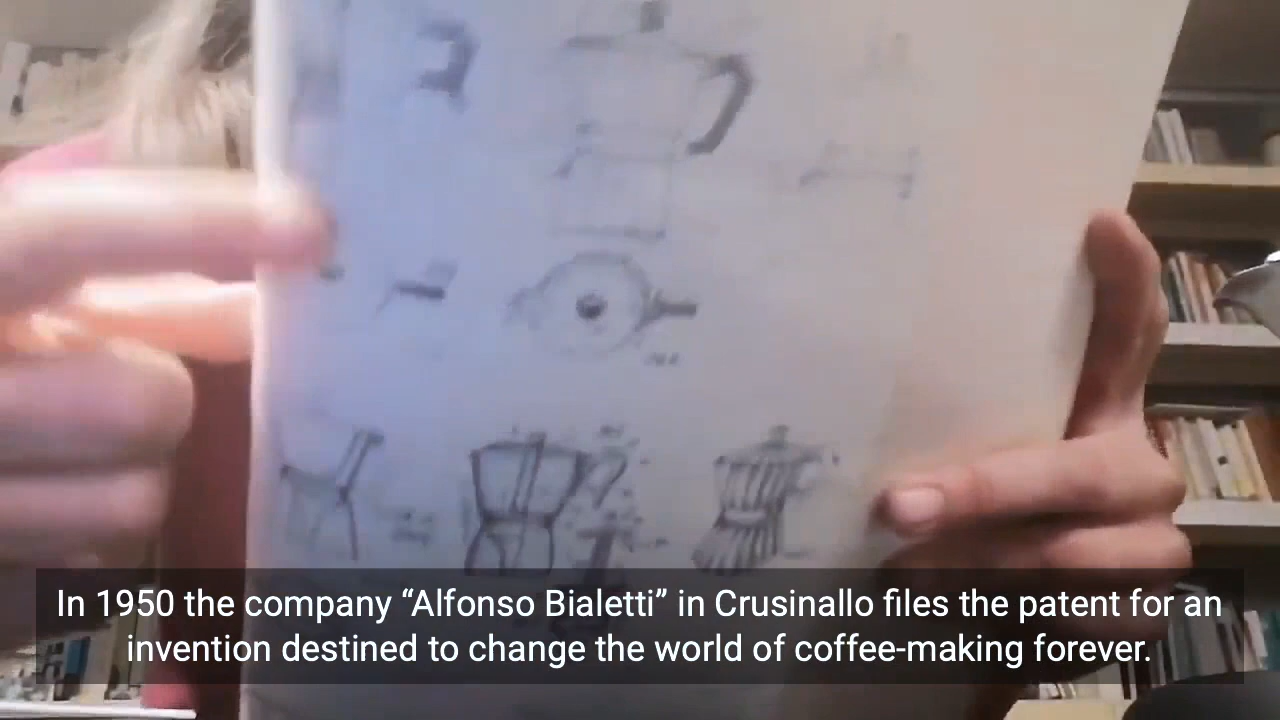 In 1950 the company “Alfonso Bialetti” in Crusinallo files the patent for an
invention destined to change the world of coffee-making forever.